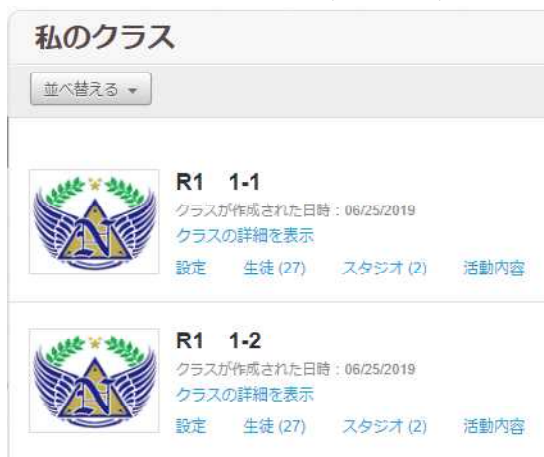 私のクラス
並べ替える
R1 1-1
クラスが作成された日時：06/25/2019
クラスの詳細を表示
設定 生徒 (27) スタジオ (2) 活動内容
N
R1 1-2
クラスが作成された日時：06/25/2019
クラスの詳細を表示
設定 生徒 (27) スタジオ (2) 活動内容
N